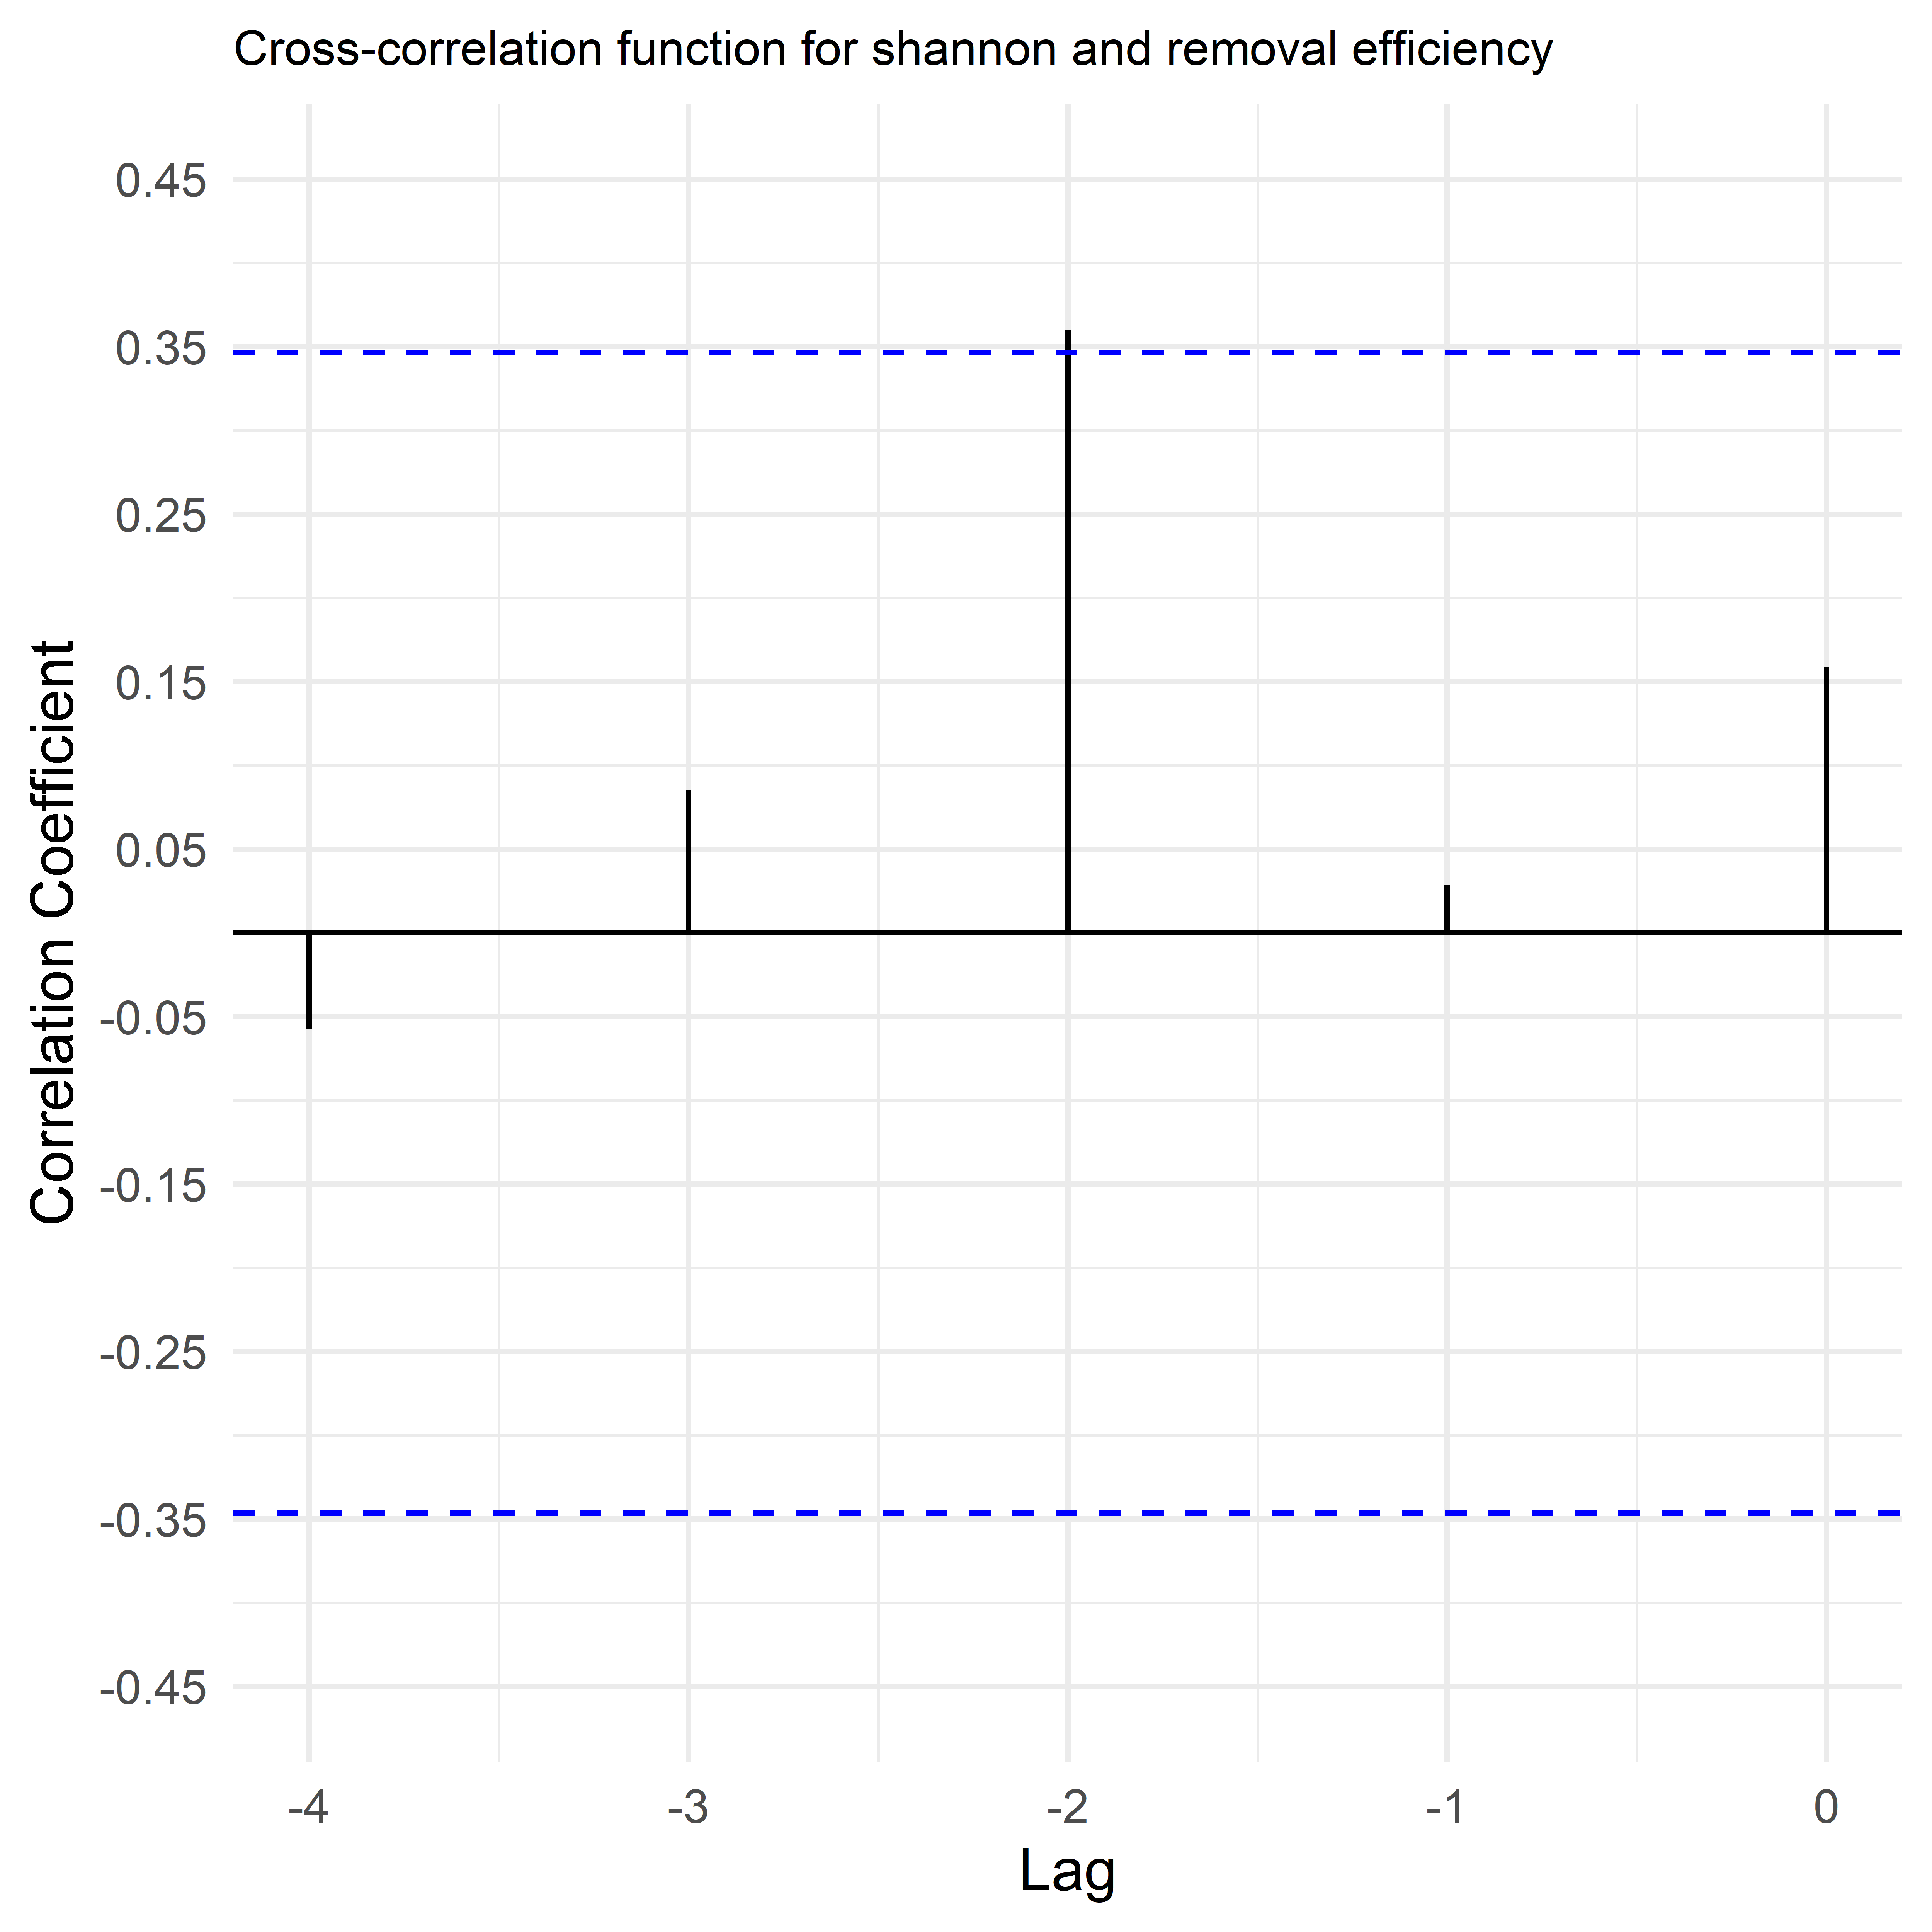 Cross-correlation function for shannon and removal efficiency
Correlation Coefficient
0.45
0.35
0.25
0.15
0.05
-0.05
-0.15
-0.25
-0.35
-0.45
-4 -3 -2 -1 0
Lag